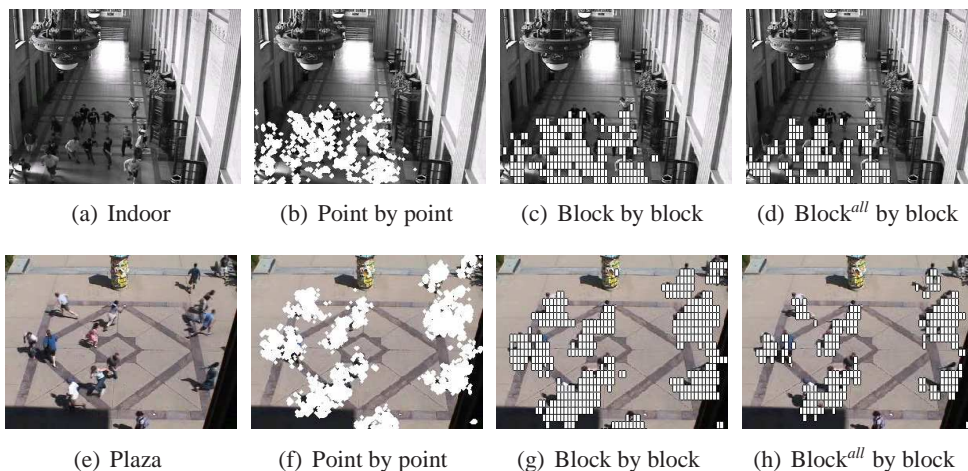 (a) Indoor
(b) Point by point
(c) Block by block
(d) Block^all by block
(e) Plaza
(f) Point by point
(g) Block by block
(h) Block^all by block